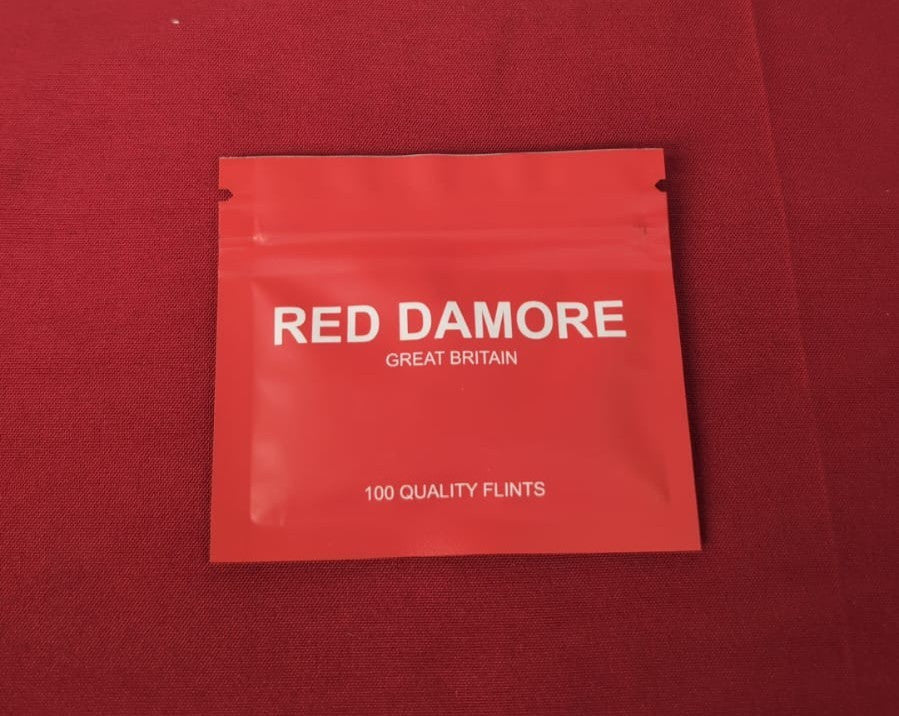 RED DAMORE
GREAT BRITAIN
100 QUALITY FLINTS